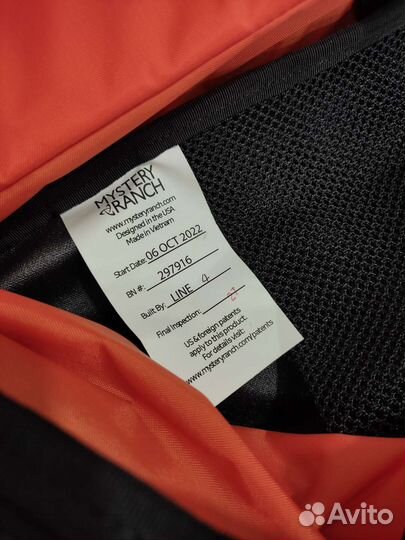 MYSTERY
RANCH
www.mysteryranch.com
Designed in the USA
Made in Vietnam
Start Date: 06 OCT 2022
BN #: 297916
Built By: LINE 4
Final Inspection:
US & foreign patents
apply to this product.
For details visit:
www.mysteryranch.com/patents
Avito